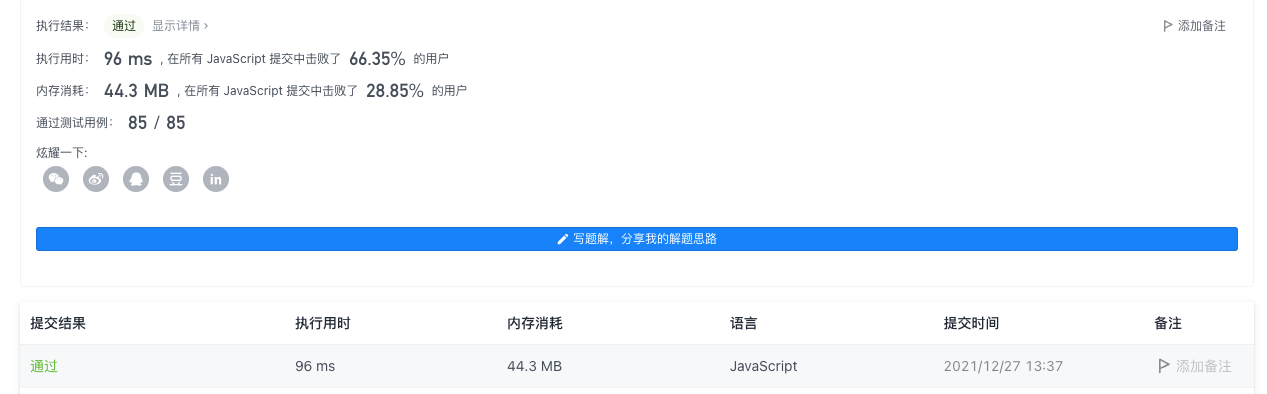 执行结果： 通过 显示详情 › 添加备注
执行用时： 96 ms , 在所有 JavaScript 提交中击败了 66.35% 的用户
内存消耗： 44.3 MB , 在所有 JavaScript 提交中击败了 28.85% 的用户
通过测试用例： 85 / 85
炫耀一下:
豆 in
写题解，分享我的解题思路
提交结果 执行用时 内存消耗 语言 提交时间 备注
通过 96 ms 44.3 MB JavaScript 2021/12/27 13:37 添加备注